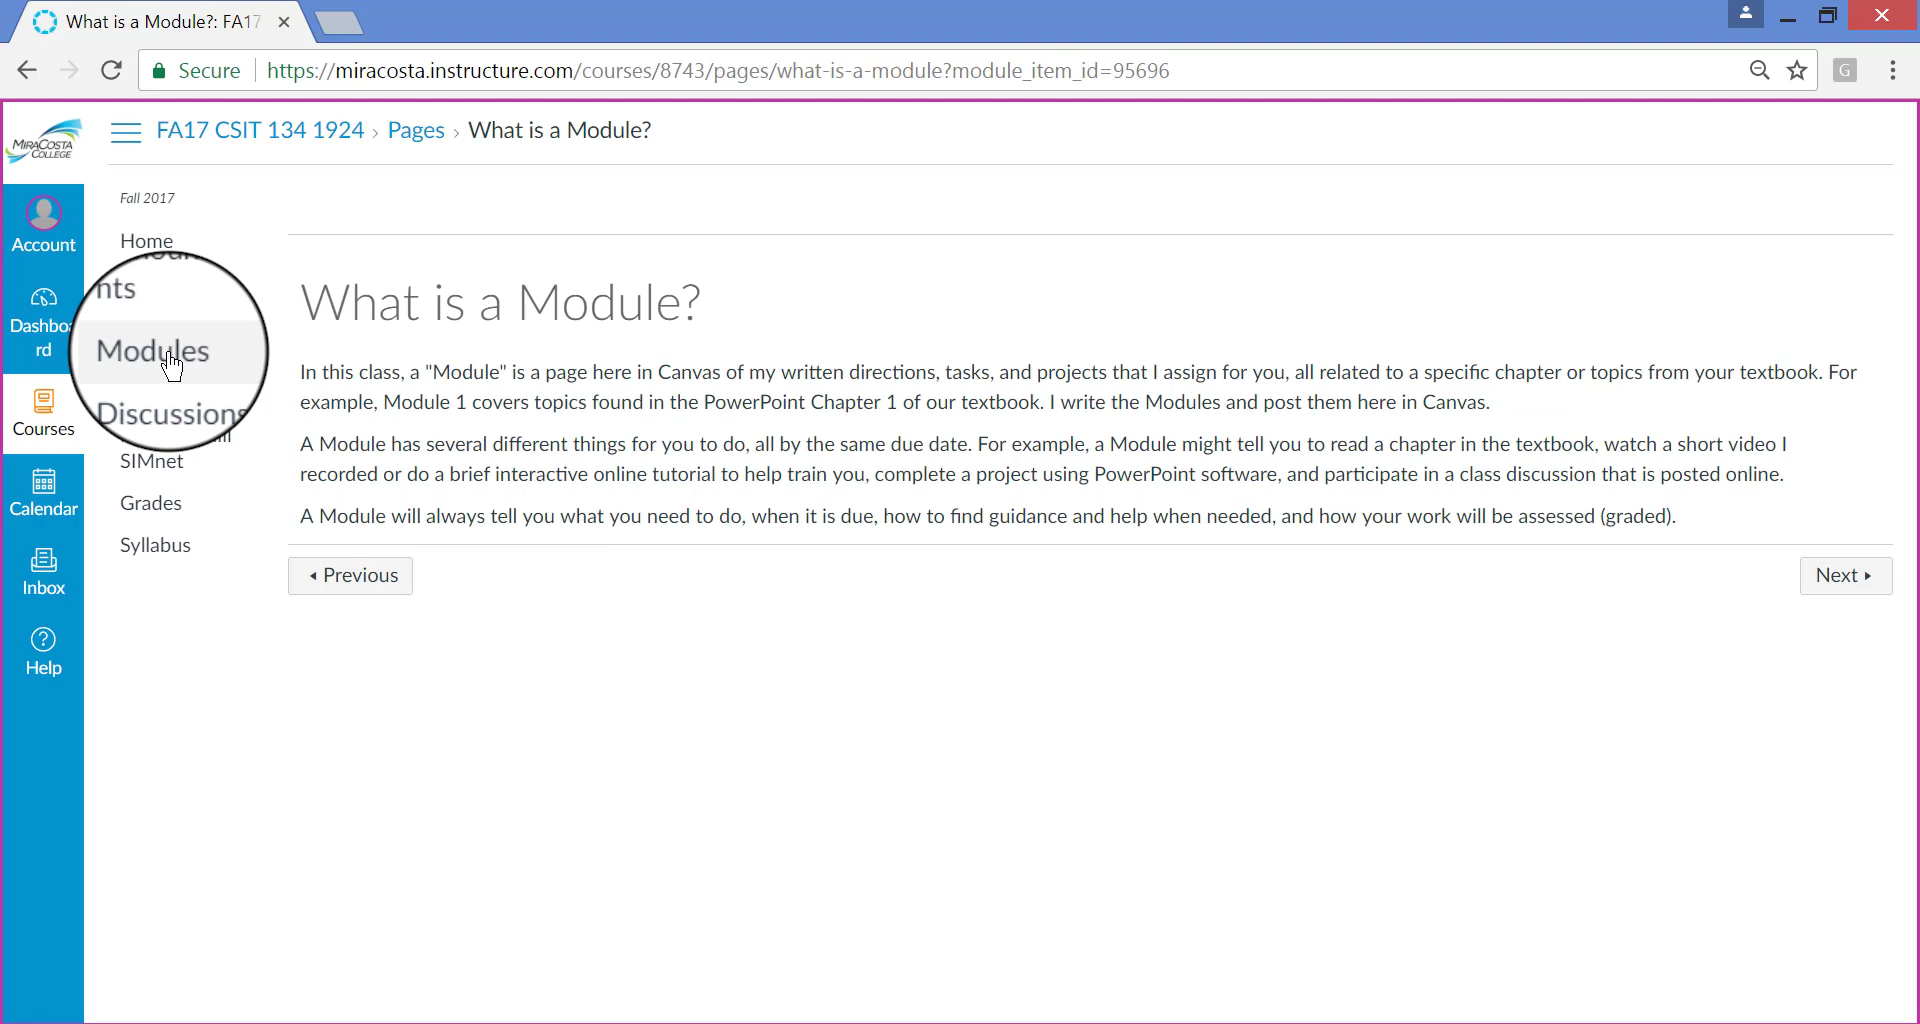 What is a Module?: FA17
Secure https://miracosta.instructure.com/courses/8743/pages/what-is-a-module?module_item_id=95696
G
MIRACOSTA
COLLEGE
FA17 CSIT 134 1924 › Pages › What is a Module?
Fall 2017
Account
Dashboa
rd
Courses
Calendar
Inbox
Help
Home
nts
Modules
Discussions
SIMnet
Grades
Syllabus
What is a Module?
In this class, a "Module" is a page here in Canvas of my written directions, tasks, and projects that I assign for you, all related to a specific chapter or topics from your textbook. For
example, Module 1 covers topics found in the PowerPoint Chapter 1 of our textbook. I write the Modules and post them here in Canvas.
A Module has several different things for you to do, all by the same due date. For example, a Module might tell you to read a chapter in the textbook, watch a short video I
recorded or do a brief interactive online tutorial to help train you, complete a project using PowerPoint software, and participate in a class discussion that is posted online.
A Module will always tell you what you need to do, when it is due, how to find guidance and help when needed, and how your work will be assessed (graded).
Previous
Next